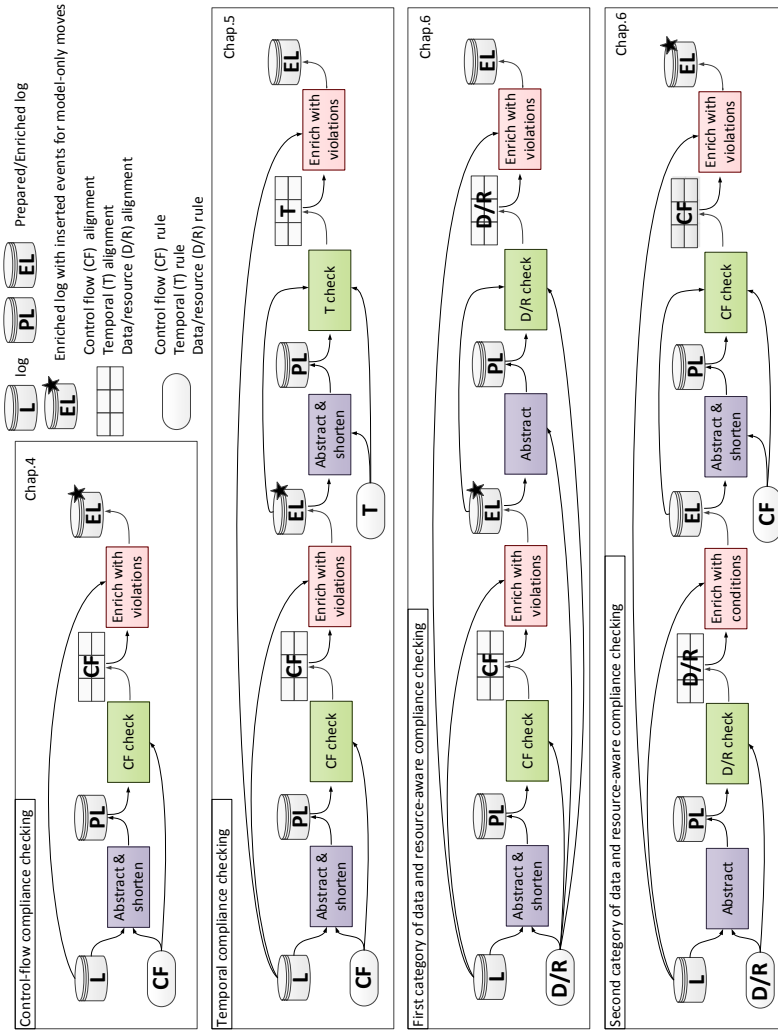 L
log
PL
EL
Prepared/Enriched log
EL
Enriched log with inserted events for model-only moves
Control flow (CF) alignment
Temporal (T) alignment
Data/resource (D/R) alignment
Control flow (CF) rule
Temporal (T) rule
Data/resource (D/R) rule
Control-flow compliance checking
Chap.4
L
CF
Abstract &
shorten
PL
CF check
CF
Enrich with
violations
EL
Temporal compliance checking
Chap.5
L
CF
Abstract &
shorten
PL
CF check
CF
Enrich with
violations
EL
T
Abstract &
shorten
PL
T check
T
Enrich with
violations
EL
First category of data and resource-aware compliance checking
Chap.6
L
D/R
Abstract &
shorten
PL
CF check
CF
Enrich with
violations
EL
Abstract
PL
D/R check
D/R
Enrich with
violations
EL
Second category of data and resource-aware compliance checking
Chap.6
L
D/R
Abstract
PL
D/R check
D/R
Enrich with
conditions
EL
CF
Abstract &
shorten
PL
CF check
CF
Enrich with
violations
EL